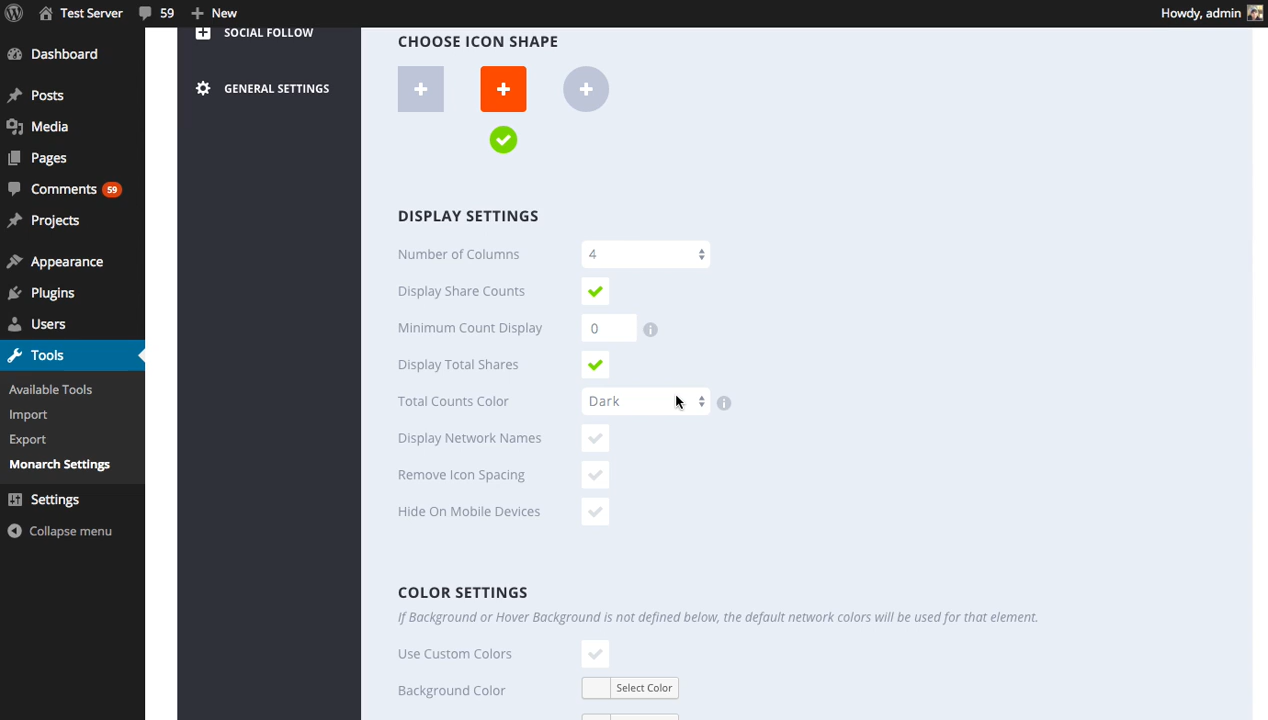 Test Server 59 New Howdy, admin
Dashboard
Posts
Media
Pages
Comments 59
Projects
Appearance
Plugins
Users
Tools
Available Tools
Import
Export
Monarch Settings
Settings
Collapse menu
SOCIAL FOLLOW
GENERAL SETTINGS
CHOOSE ICON SHAPE
DISPLAY SETTINGS
Number of Columns 4
Display Share Counts
Minimum Count Display 0
Display Total Shares
Total Counts Color Dark
Display Network Names
Remove Icon Spacing
Hide On Mobile Devices
COLOR SETTINGS
If Background or Hover Background is not defined below, the default network colors will be used for that element.
Use Custom Colors
Background Color Select Color